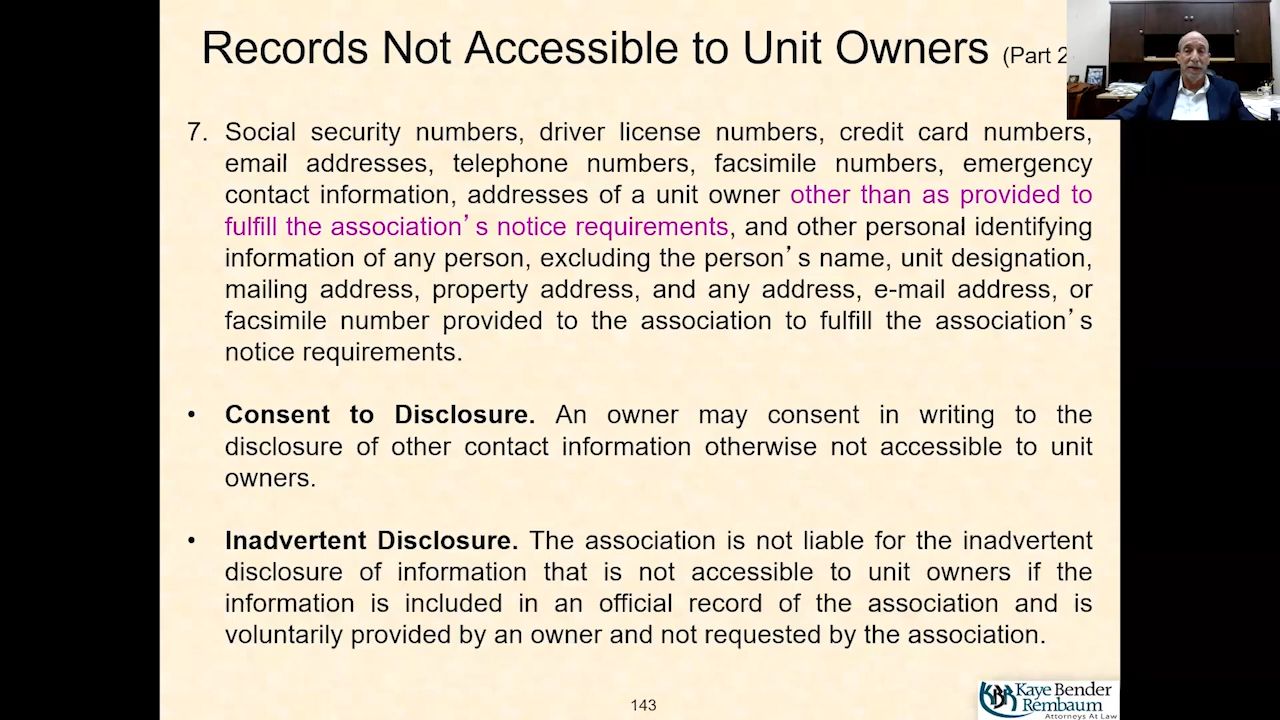 Records Not Accessible to Unit Owners (Part 2
7. Social security numbers, driver license numbers, credit card numbers,
email addresses, telephone numbers, facsimile numbers, emergency
contact information, addresses of a unit owner other than as provided to
fulfill the association’s notice requirements, and other personal identifying
information of any person, excluding the person’s name, unit designation,
mailing address, property address, and any address, e-mail address, or
facsimile number provided to the association to fulfill the association’s
notice requirements.
• Consent to Disclosure. An owner may consent in writing to the
disclosure of other contact information otherwise not accessible to unit
owners.
• Inadvertent Disclosure. The association is not liable for the inadvertent
disclosure of information that is not accessible to unit owners if the
information is included in an official record of the association and is
voluntarily provided by an owner and not requested by the association.
143
KBR Kaye Bender
Rembaum
Attorneys At Law